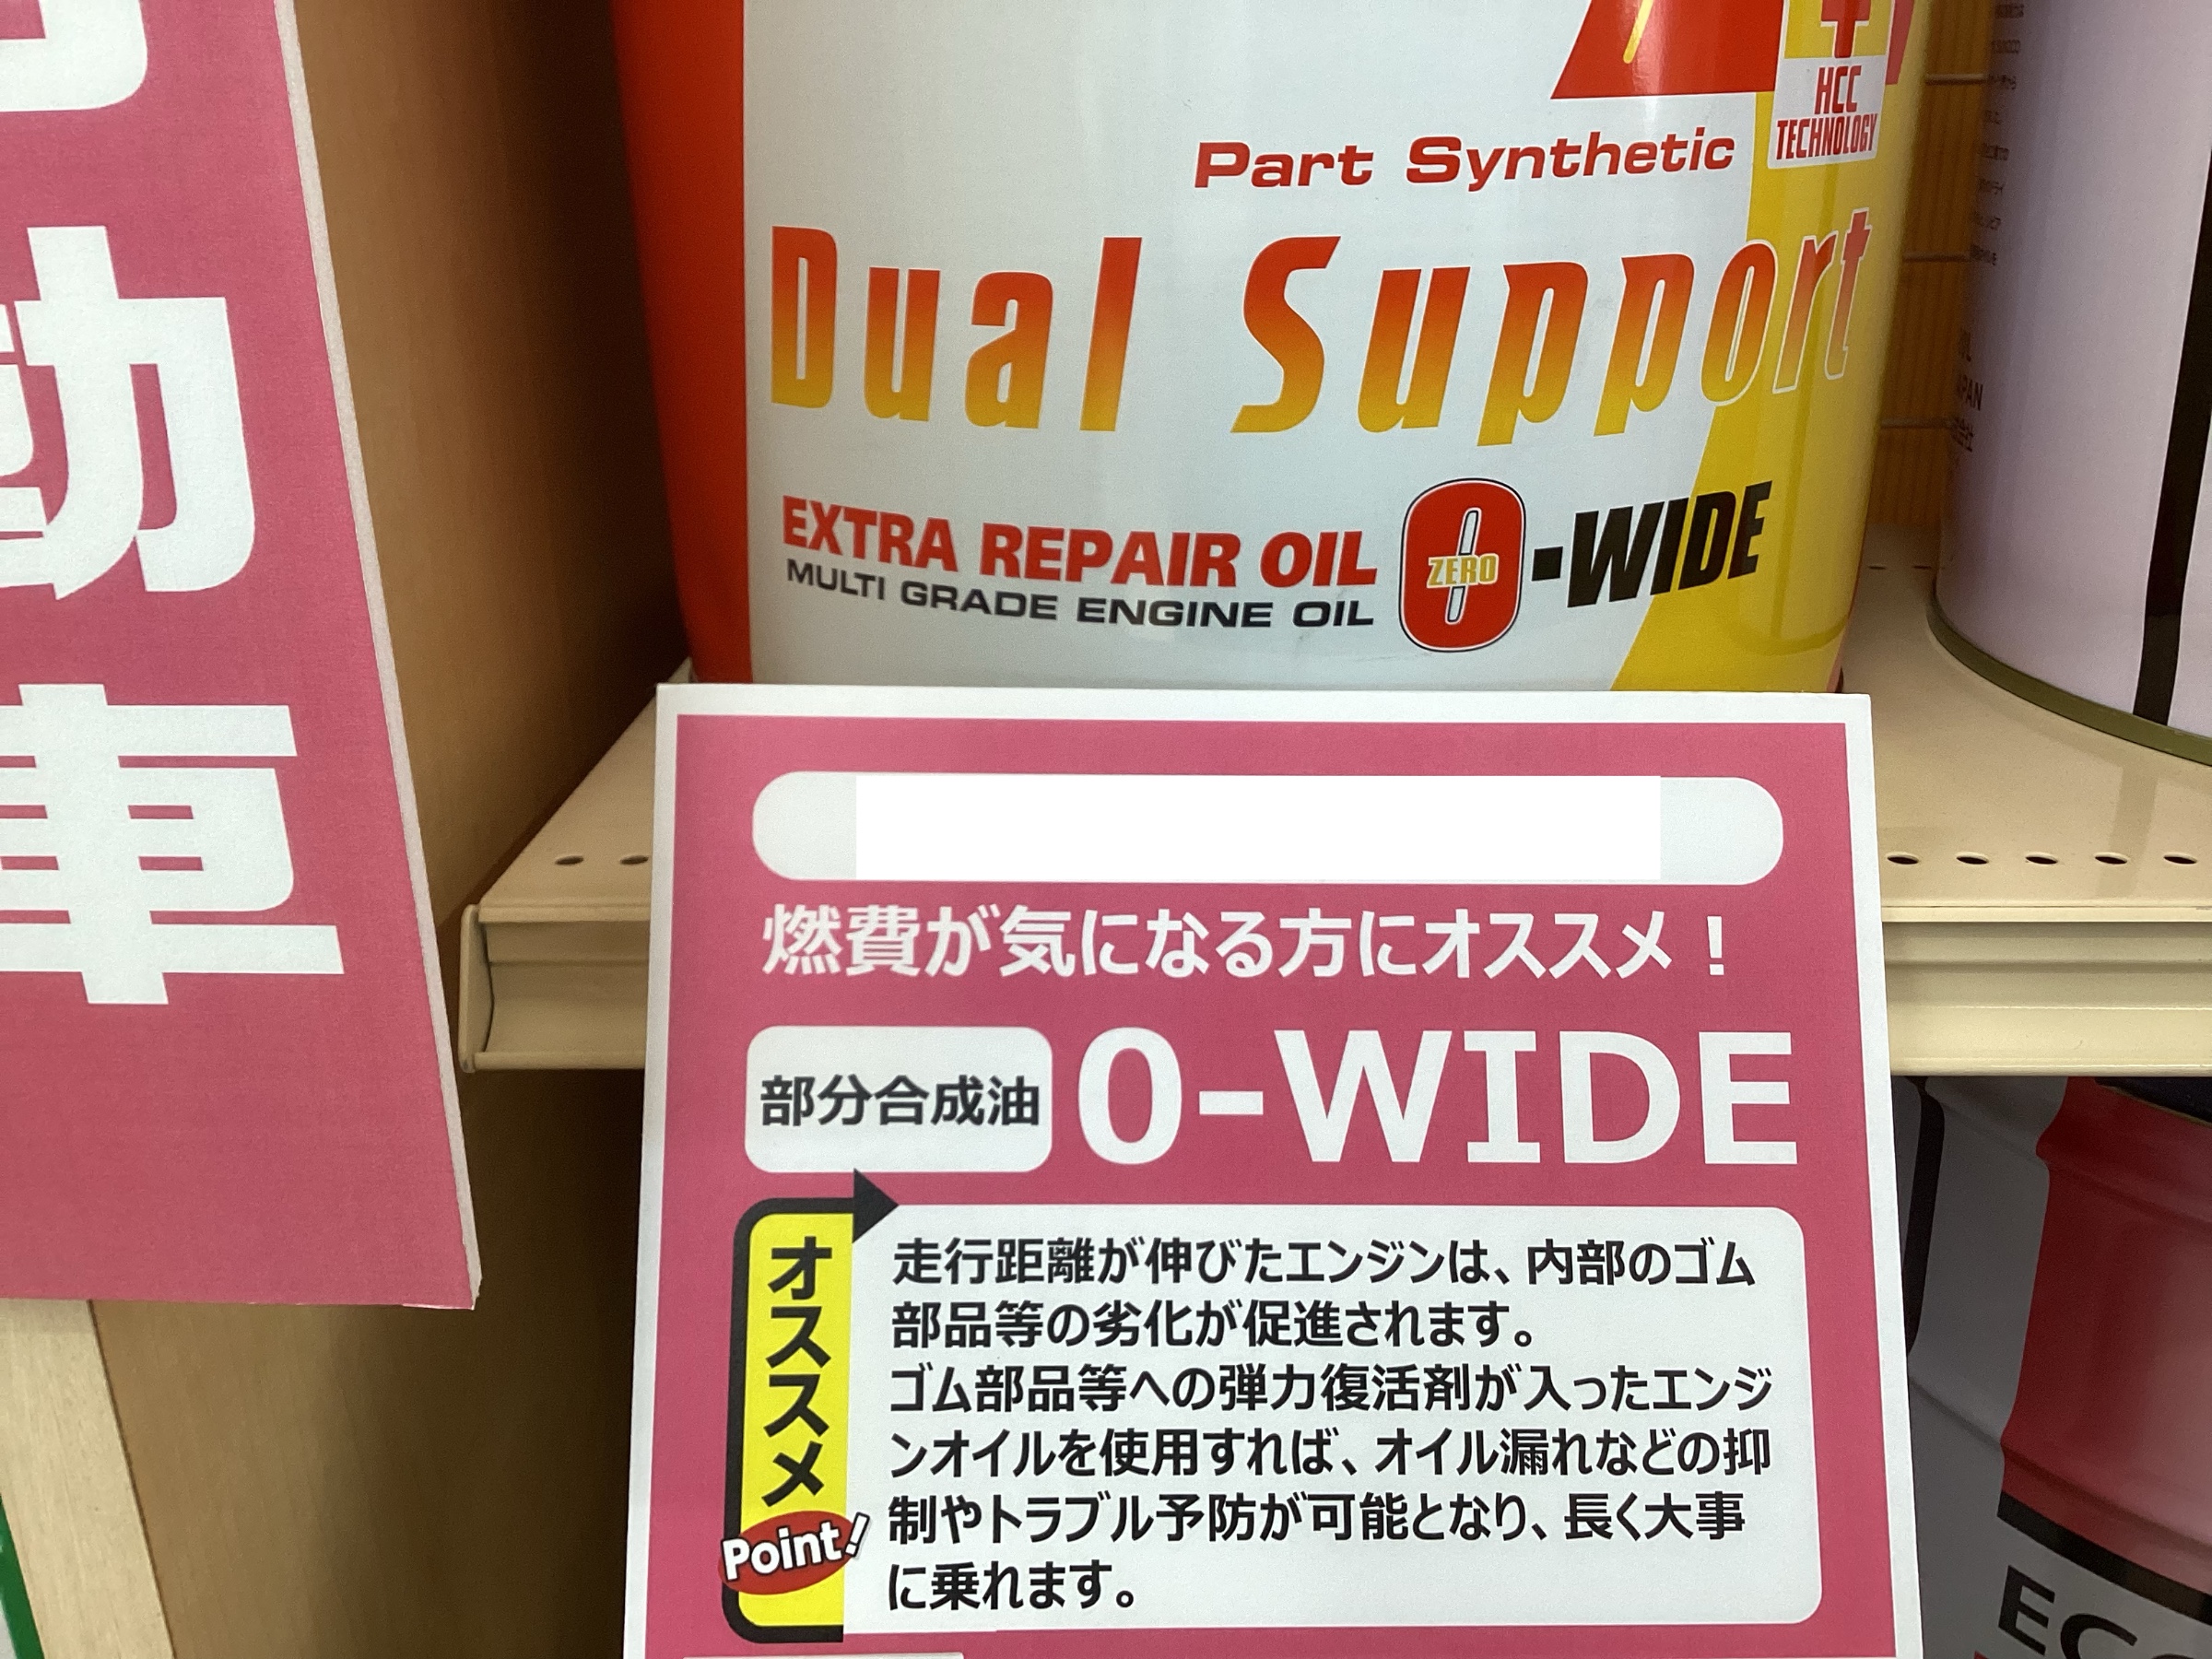 動
車
HCC
TECHNOLOGY
Part Synthetic
Dual Support
EXTRA REPAIR OIL
MULTI GRADE ENGINE OIL
0-WIDE
ZERO
燃費が気になる方にオススメ！
部分合成油
0-WIDE
オススメ
Point!
走行距離が伸びたエンジンは、内部のゴム
部品等の劣化が促進されます。
ゴム部品等への弾力復活剤が入ったエンジ
ンオイルを使用すれば、オイル漏れなどの抑
制やトラブル予防が可能となり、長く大事
に乗れます。